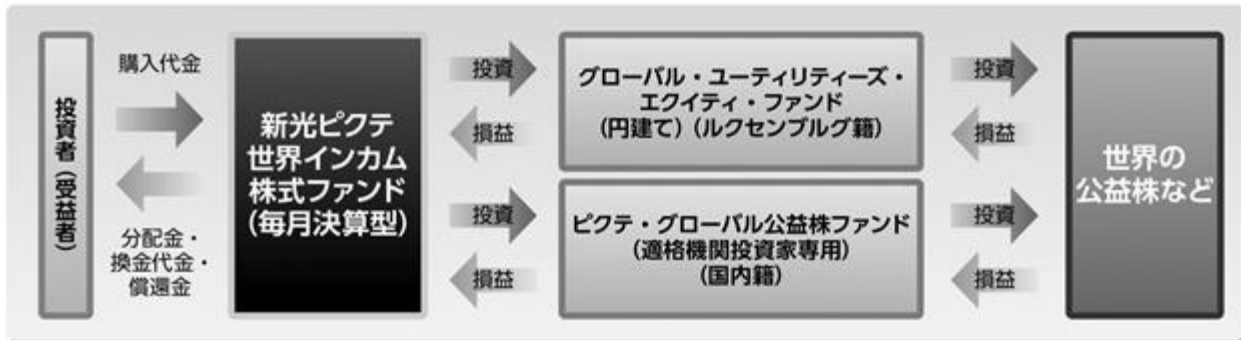 投資者（受益者）
購入代金
分配金・
換金代金・
償還金
新光ピクテ
世界インカム
株式ファンド
（毎月決算型）
投資
損益
投資
損益
グローバル・ユーティリティーズ・
エクイティ・ファンド
（円建て）（ルクセンブルグ籍）
ピクテ・グローバル公益株ファンド
（適格機関投資家専用）
（国内籍）
投資
損益
投資
損益
世界の
公益株など